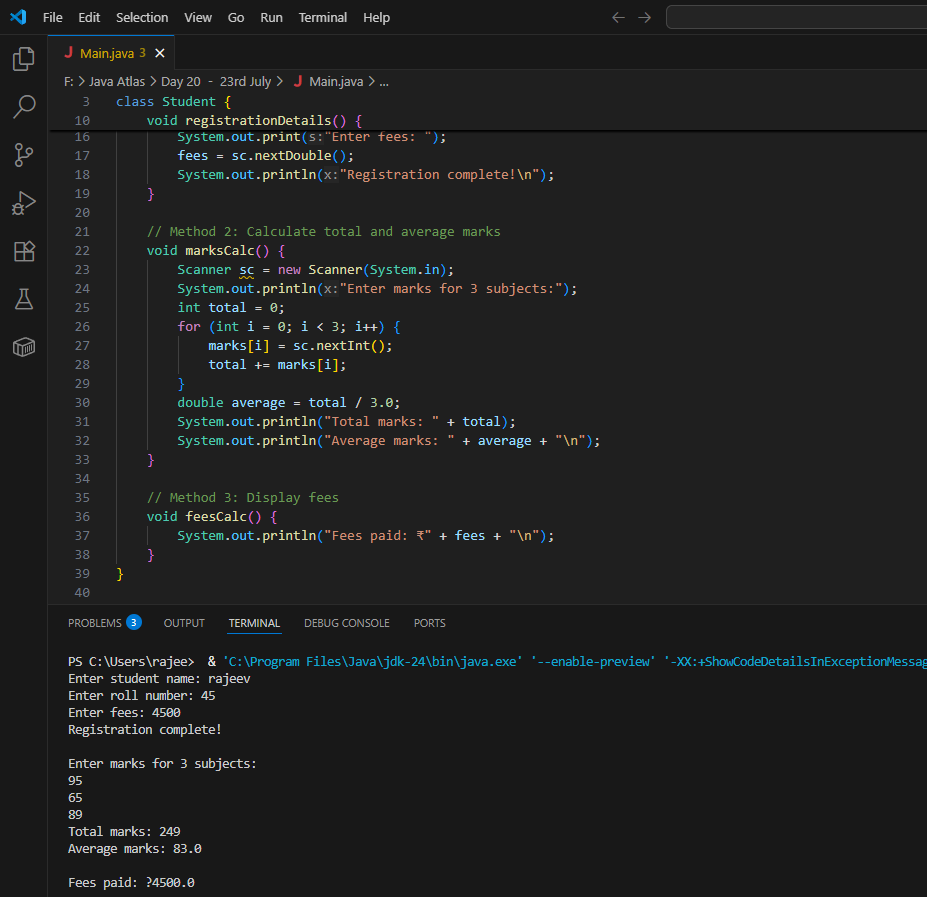 File Edit Selection View Go Run Terminal Help
Main.java 3
F: > Java Atlas > Day 20 - 23rd July > Main.java > ...
3 class Student {
10 void registrationDetails() {
16 System.out.print(s:"Enter fees: ");
17 fees = sc.nextDouble();
18 System.out.println(x:"Registration complete!\n");
19 }
20
21 // Method 2: Calculate total and average marks
22 void marksCalc() {
23 Scanner sc = new Scanner(System.in);
24 System.out.println(x:"Enter marks for 3 subjects:");
25 int total = 0;
26 for (int i = 0; i < 3; i++) {
27 marks[i] = sc.nextInt();
28 total += marks[i];
29 }
30 double average = total / 3.0;
31 System.out.println("Total marks: " + total);
32 System.out.println("Average marks: " + average + "\n");
33 }
34
35 // Method 3: Display fees
36 void feesCalc() {
37 System.out.println("Fees paid: ₹" + fees + "\n");
38 }
39 }
40
PROBLEMS 3 OUTPUT TERMINAL DEBUG CONSOLE PORTS
PS C:\Users\rajee> & 'C:\Program Files\Java\jdk-24\bin\java.exe' '--enable-preview' '-XX:+ShowCodeDetailsInExceptionMessag
Enter student name: rajeev
Enter roll number: 45
Enter fees: 4500
Registration complete!
Enter marks for 3 subjects:
95
65
89
Total marks: 249
Average marks: 83.0
Fees paid: ?4500.0